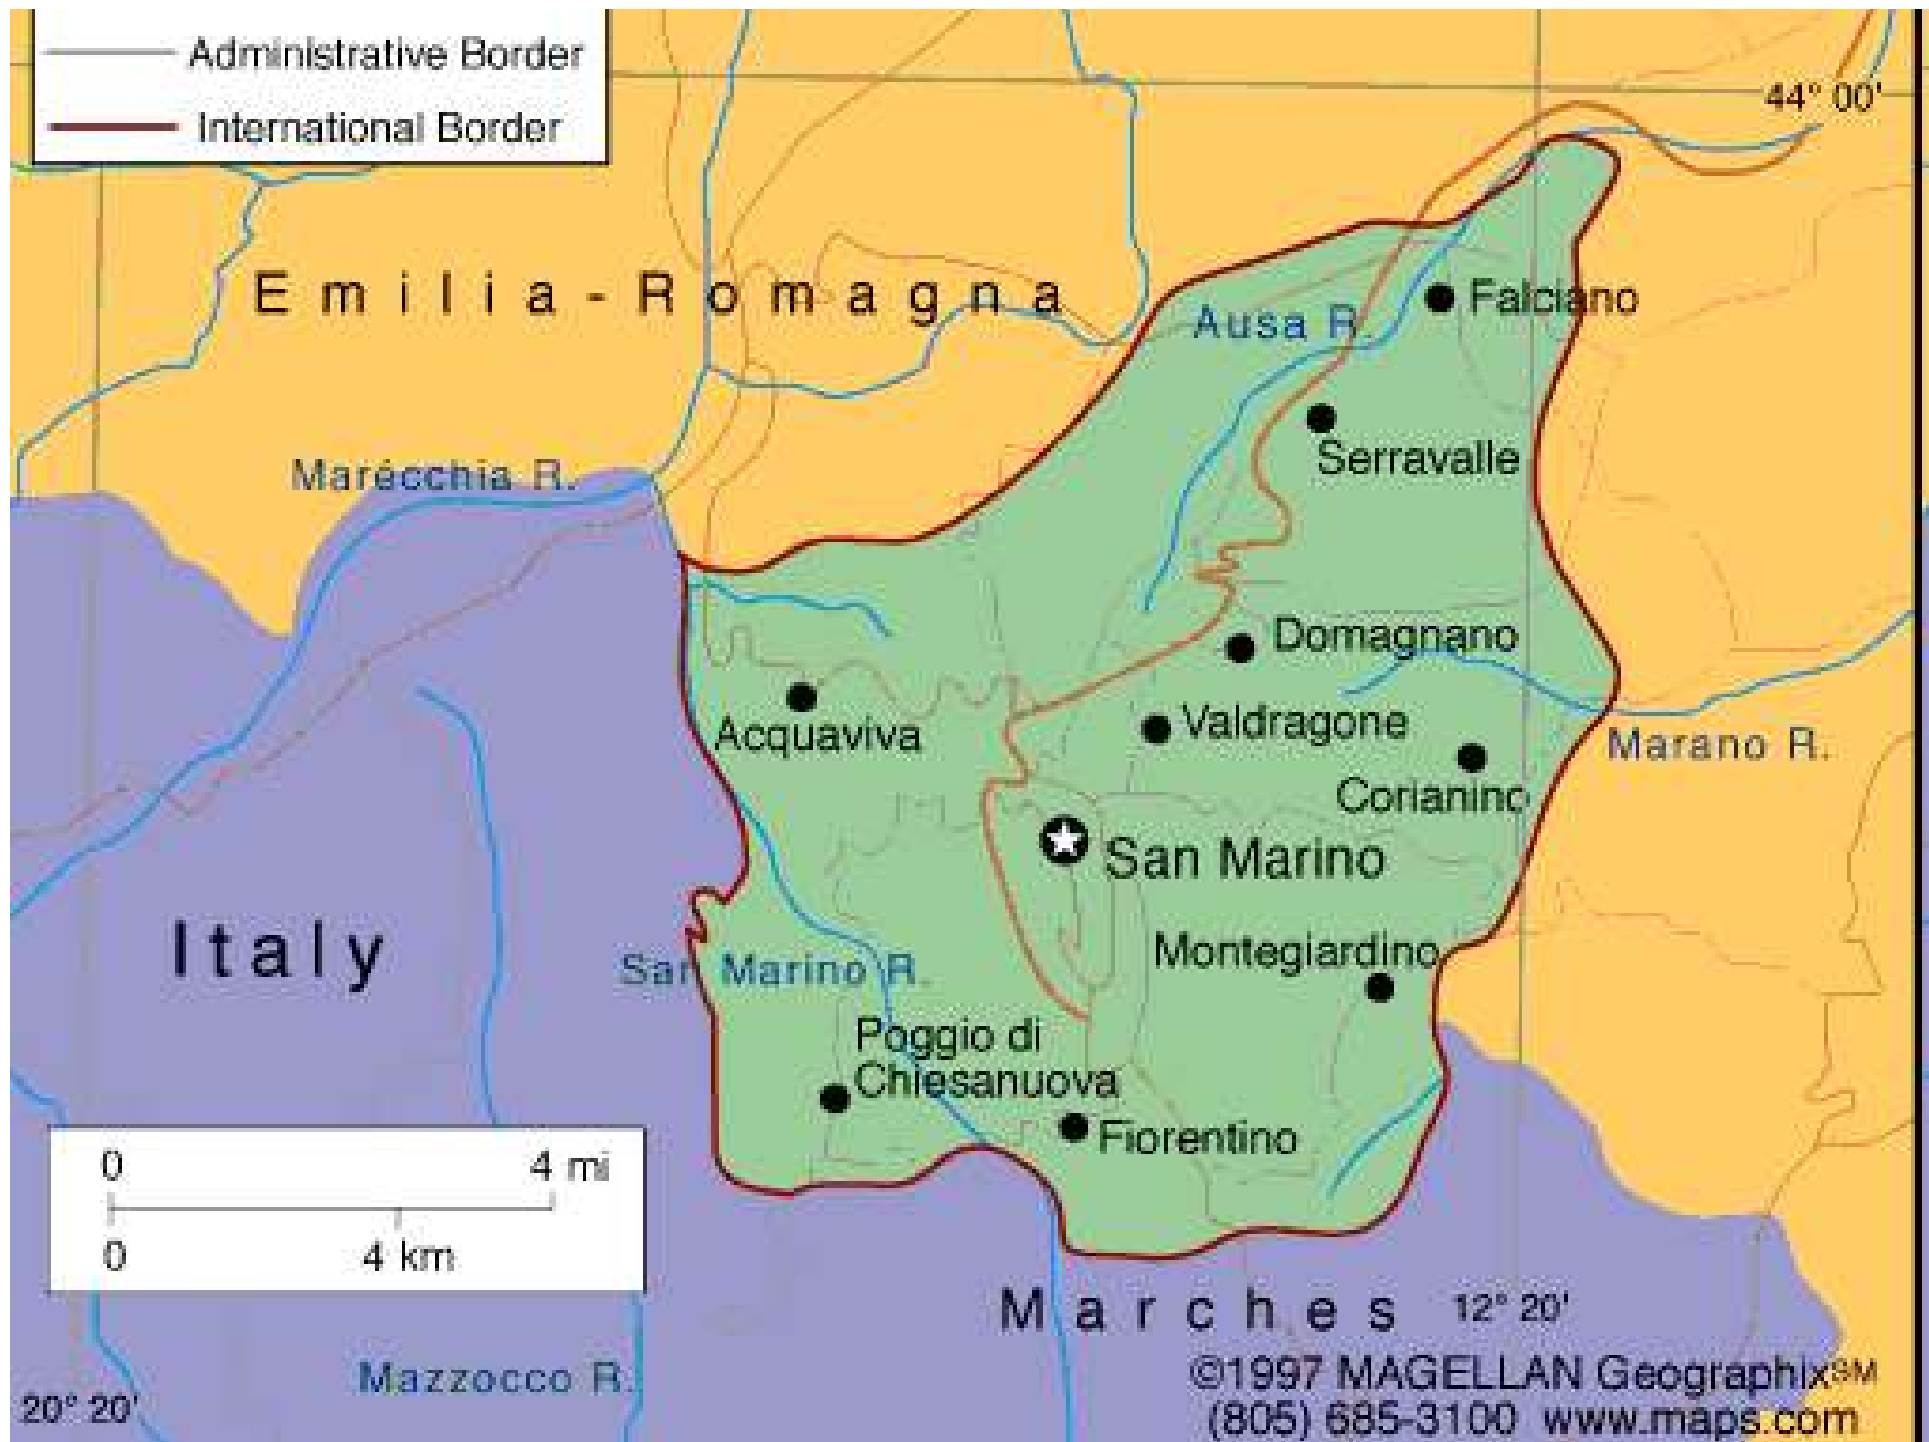 Administrative Border
International Border
44° 00'
Emilia-Romagna
Falciano
Ausa R.
Serravalle
Marecchia R.
Domagnano
Valdragone
Acquaviva
Marano R.
Corianino
San Marino
Italy
Montegiardino
San Marino R.
Poggio di
Chiesanuova
Fiorentino
0 4 mi
0 4 km
Marches
12° 20'
Mazzocco R.
20° 20'
©1997 MAGELLAN Geographix℠
(805) 685-3100 www.maps.com